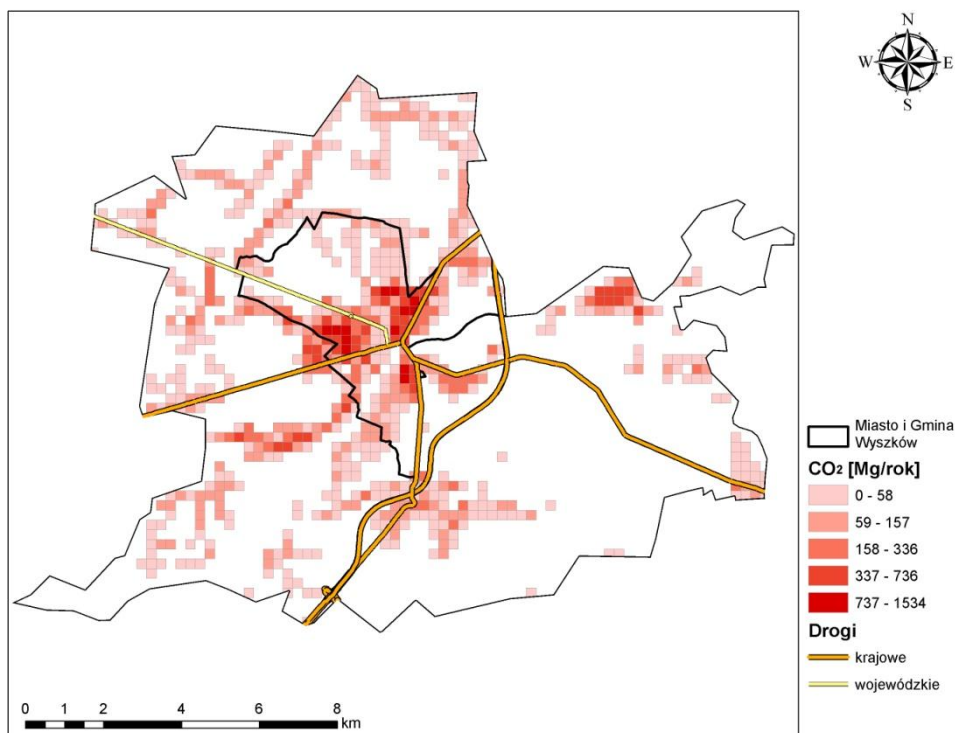 N
W E
S
Miasto i Gmina
Wyszków
CO2 [Mg/rok]
0 - 58
59 - 157
158 - 336
337 - 736
737 - 1534
Drogi
krajowe
wojewódzkie
0 1 2 4 6 8
km